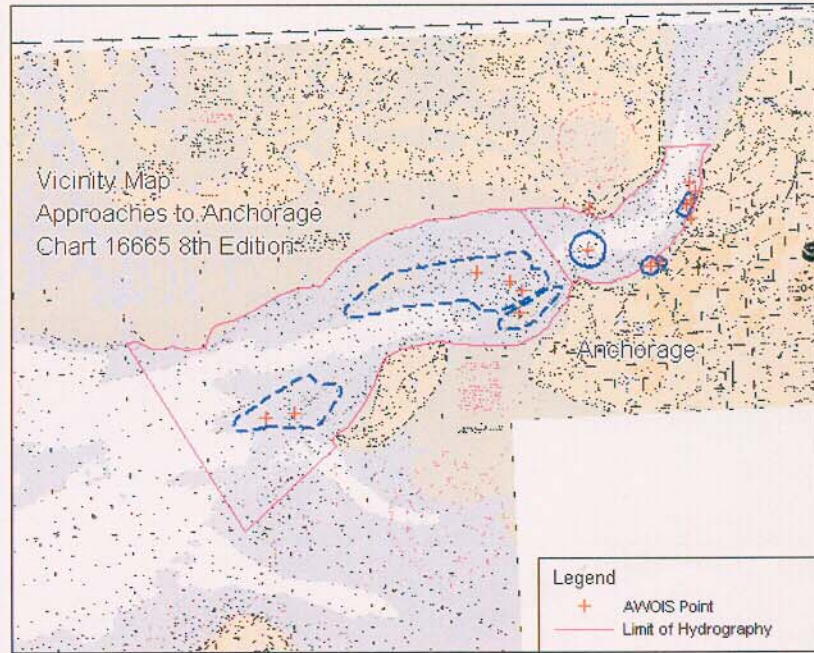 Vicinity Map
Approaches to Anchorage
Chart 16665 8th Edition
Anchorage
Legend
AWOIS Point
Limit of Hydrography